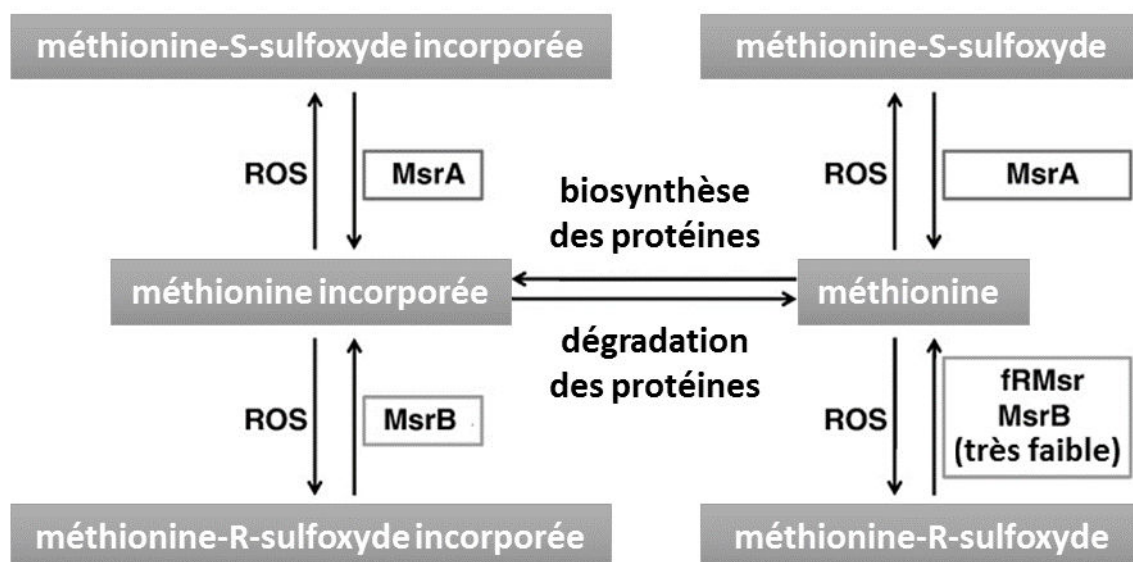 méthionine-S-sulfoxyde incorporée
méthionine-S-sulfoxyde
ROS
MsrA
ROS
MsrA
biosynthèse
des protéines
méthionine incorporée
méthionine
dégradation
des protéines
ROS
MsrB
ROS
fRMsr
MsrB
(très faible)
méthionine-R-sulfoxyde incorporée
méthionine-R-sulfoxyde